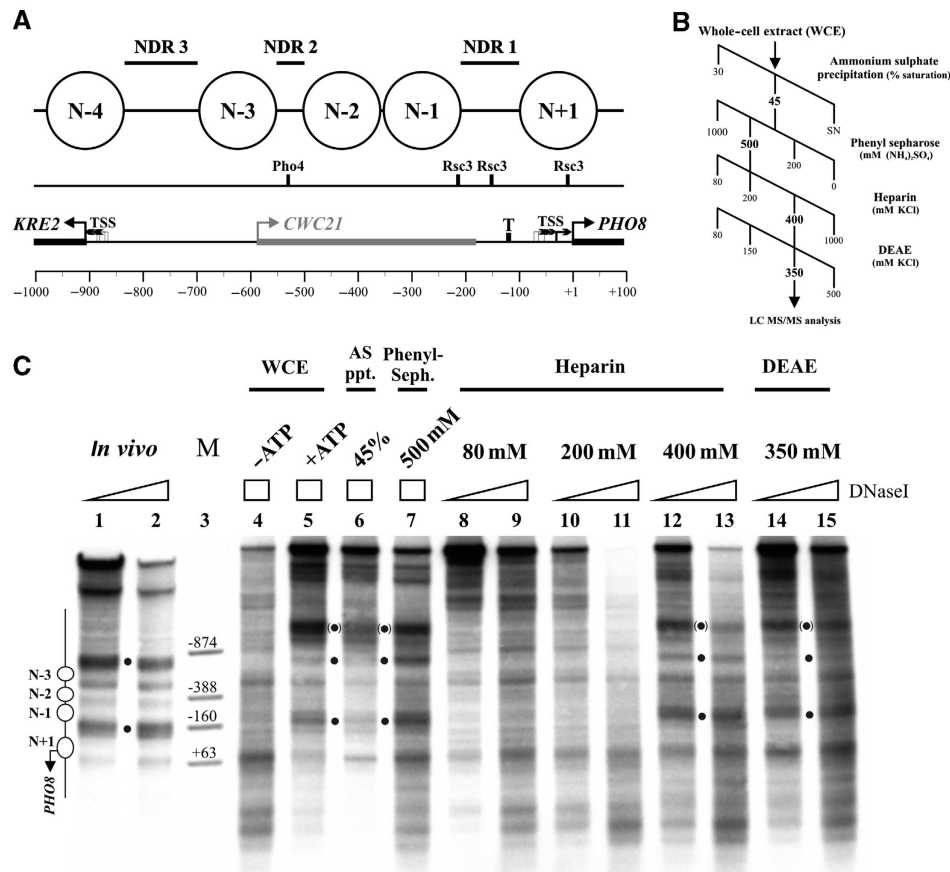 A
NDR 3 NDR 2 NDR 1
N-4 N-3 N-2 N-1 N+1
Pho4 Rsc3 Rsc3 Rsc3
KRE2 TSS CWC21 T TSS PHO8
−1000 −900 −800 −700 −600 −500 −400 −300 −200 −100 +1 +100
B
Whole-cell extract (WCE)
30 45 SN
Ammonium sulphate
precipitation (% saturation)
1000 500 200 0
Phenyl sepharose
(mM (NH₄)₂SO₄)
80 200 400 1000
Heparin
(mM KCl)
80 150 350 500
DEAE
(mM KCl)
LC MS/MS analysis
C
WCE AS ppt. Phenyl-Seph. Heparin DEAE
In vivo M −ATP +ATP 45% 500 mM 80 mM 200 mM 400 mM 350 mM
DNaseI
1 2 3 4 5 6 7 8 9 10 11 12 13 14 15
-874
N-3
-388
N-2
N-1
-160
N+1
+63
PHO8